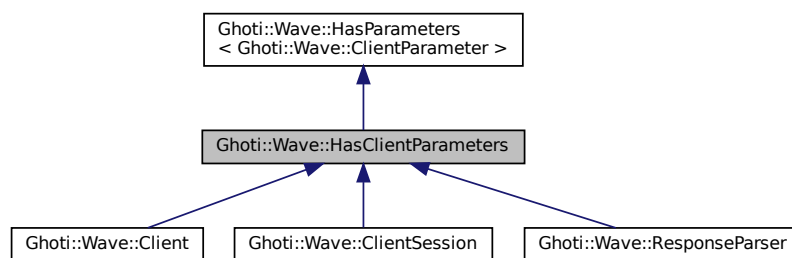 Ghoti::Wave::HasParameters
< Ghoti::Wave::ClientParameter >
Ghoti::Wave::HasClientParameters
Ghoti::Wave::Client
Ghoti::Wave::ClientSession
Ghoti::Wave::ResponseParser